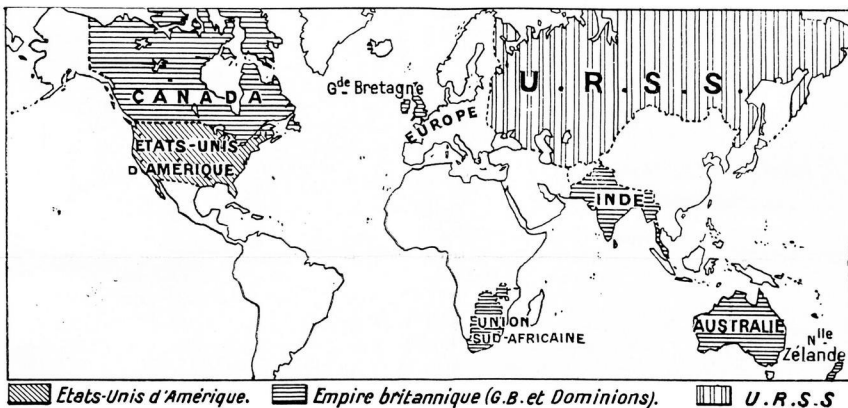 CANADA
ETATS-UNIS
D'AMÉRIQUE
Gde Bretagne
EUROPE
U.R.S.S.
INDE
UNION
SUD-AFRICAINE
AUSTRALIE
Nlle
Zélande
Etats-Unis d'Amérique.
Empire britannique (G.B. et Dominions).
U.R.S.S